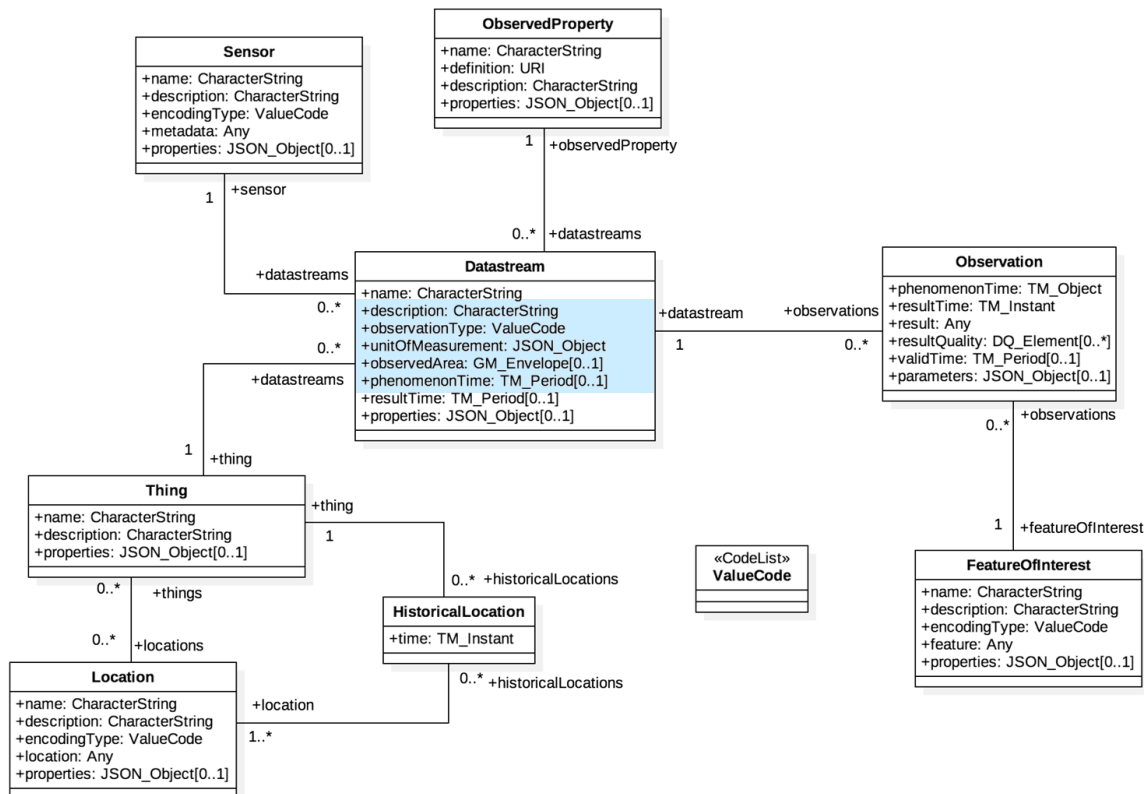 ObservedProperty
+name: CharacterString
+definition: URI
+description: CharacterString
+properties: JSON_Object[0..1]
Sensor
+name: CharacterString
+description: CharacterString
+encodingType: ValueCode
+metadata: Any
+properties: JSON_Object[0..1]
1
+observedProperty
1
+sensor
0..*
+datastreams
+datastreams
0..*
Datastream
+name: CharacterString
+description: CharacterString
+observationType: ValueCode
+unitOfMeasurement: JSON_Object
+observedArea: GM_Envelope[0..1]
+phenomenonTime: TM_Period[0..1]
+resultTime: TM_Period[0..1]
+properties: JSON_Object[0..1]
+datastream
1
+observations
0..*
Observation
+phenomenonTime: TM_Object
+resultTime: TM_Instant
+result: Any
+resultQuality: DQ_Element[0..*]
+validTime: TM_Period[0..1]
+parameters: JSON_Object[0..1]
0..*
+datastreams
0..*
+observations
1
+thing
Thing
+name: CharacterString
+description: CharacterString
+properties: JSON_Object[0..1]
+thing
1
1
+featureOfInterest
«CodeList»
ValueCode
FeatureOfInterest
+name: CharacterString
+description: CharacterString
+encodingType: ValueCode
+feature: Any
+properties: JSON_Object[0..1]
0..*
+historicalLocations
HistoricalLocation
+time: TM_Instant
0..*
+things
0..*
+locations
0..*
+historicalLocations
Location
+name: CharacterString
+description: CharacterString
+encodingType: ValueCode
+location: Any
+properties: JSON_Object[0..1]
+location
1..*